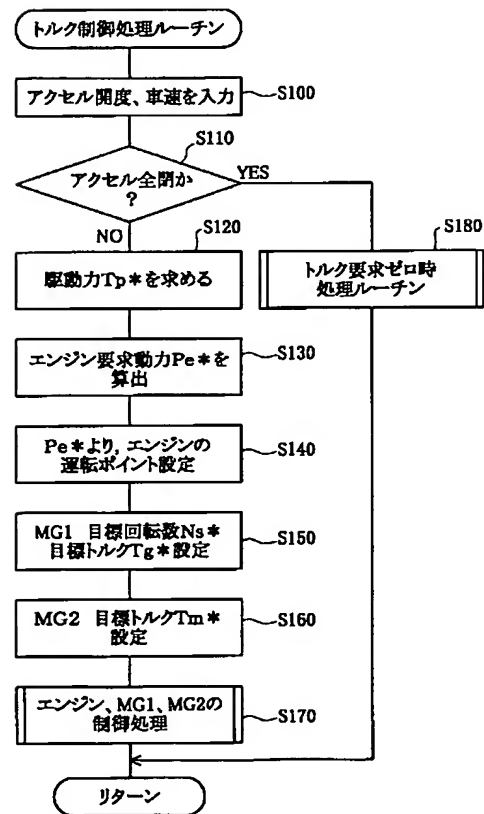 トルク制御処理ルーチン
アクセル開度、車速を入力
S100
S110
アクセル全閉か
?
YES
NO
S120
駆動力Tp*を求める
S180
トルク要求ゼロ時
処理ルーチン
エンジン要求動力Pe*を
算出
S130
Pe*より,エンジンの
運転ポイント設定
S140
MG1 目標回転数Ns*
目標トルクTg*設定
S150
MG2 目標トルクTm*
設定
S160
エンジン、MG1、MG2の
制御処理
S170
リターン